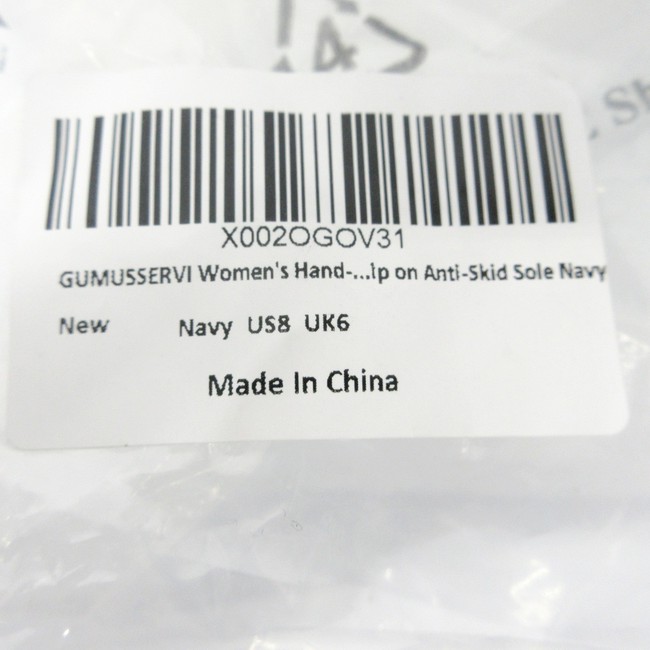 X002OGOV31
GUMUSSERVI Women's Hand-...ip on Anti-Skid Sole Navy
New Navy US8 UK6
Made In China